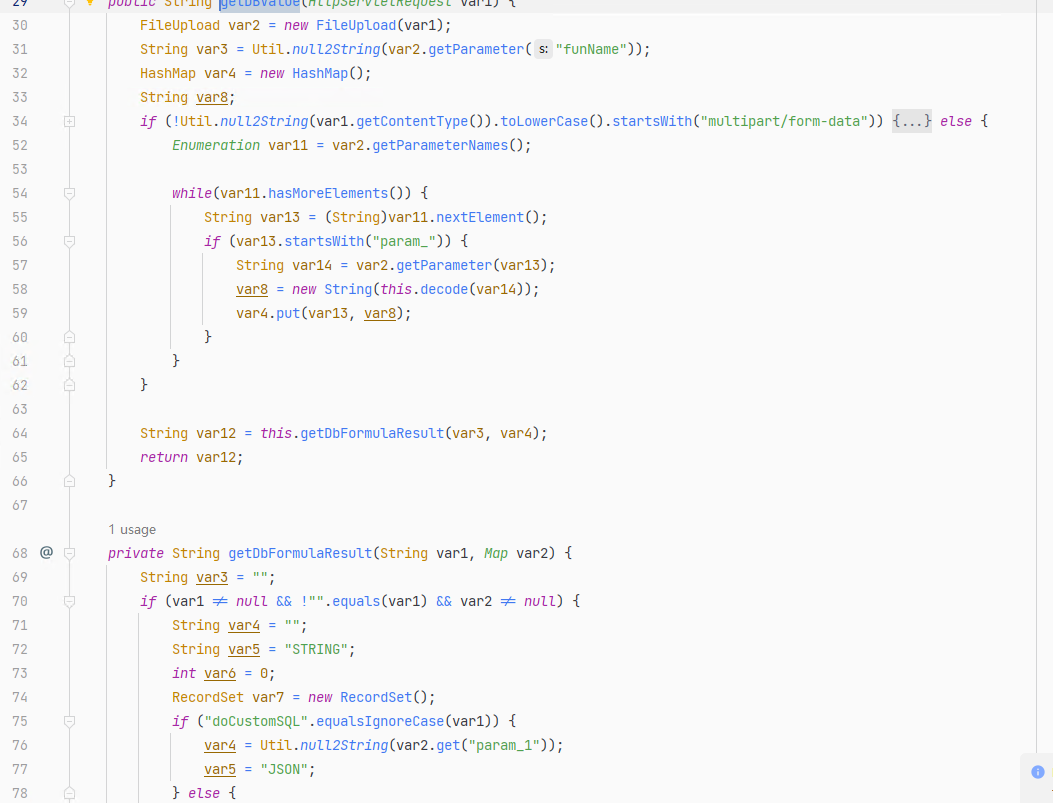 29 public String getDBValue(HttpServletRequest var1) {
30 FileUpload var2 = new FileUpload(var1);
31 String var3 = Util.null2String(var2.getParameter( s: "funName"));
32 HashMap var4 = new HashMap();
33 String var8;
34 if (!Util.null2String(var1.getContentType()).toLowerCase().startsWith("multipart/form-data")) {...} else {
52 Enumeration var11 = var2.getParameterNames();
53
54 while(var11.hasMoreElements()) {
55 String var13 = (String)var11.nextElement();
56 if (var13.startsWith("param_")) {
57 String var14 = var2.getParameter(var13);
58 var8 = new String(this.decode(var14));
59 var4.put(var13, var8);
60 }
61 }
62 }
63
64 String var12 = this.getDbFormulaResult(var3, var4);
65 return var12;
66 }
67
1 usage
68 @ private String getDbFormulaResult(String var1, Map var2) {
69 String var3 = "";
70 if (var1 ≠ null && !"".equals(var1) && var2 ≠ null) {
71 String var4 = "";
72 String var5 = "STRING";
73 int var6 = 0;
74 RecordSet var7 = new RecordSet();
75 if ("doCustomSQL".equalsIgnoreCase(var1)) {
76 var4 = Util.null2String(var2.get("param_1"));
77 var5 = "JSON";
78 } else {